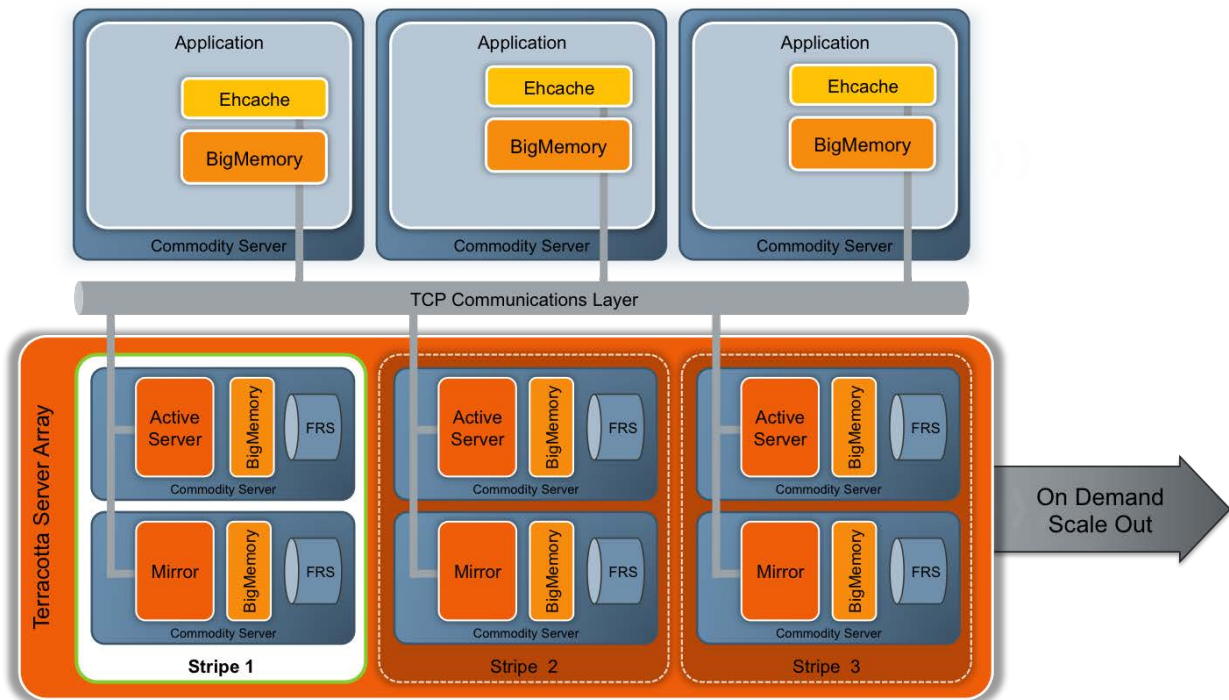 Application
Ehcache
BigMemory
Commodity Server
Application
Ehcache
BigMemory
Commodity Server
Application
Ehcache
BigMemory
Commodity Server
TCP Communications Layer
Terracotta Server Array
Active
Server
BigMemory
FRS
Commodity Server
Mirror
BigMemory
FRS
Commodity Server
Stripe 1
Active
Server
BigMemory
FRS
Commodity Server
Mirror
BigMemory
FRS
Commodity Server
Stripe 2
Active
Server
BigMemory
FRS
Commodity Server
Mirror
BigMemory
FRS
Commodity Server
Stripe 3
On Demand
Scale Out